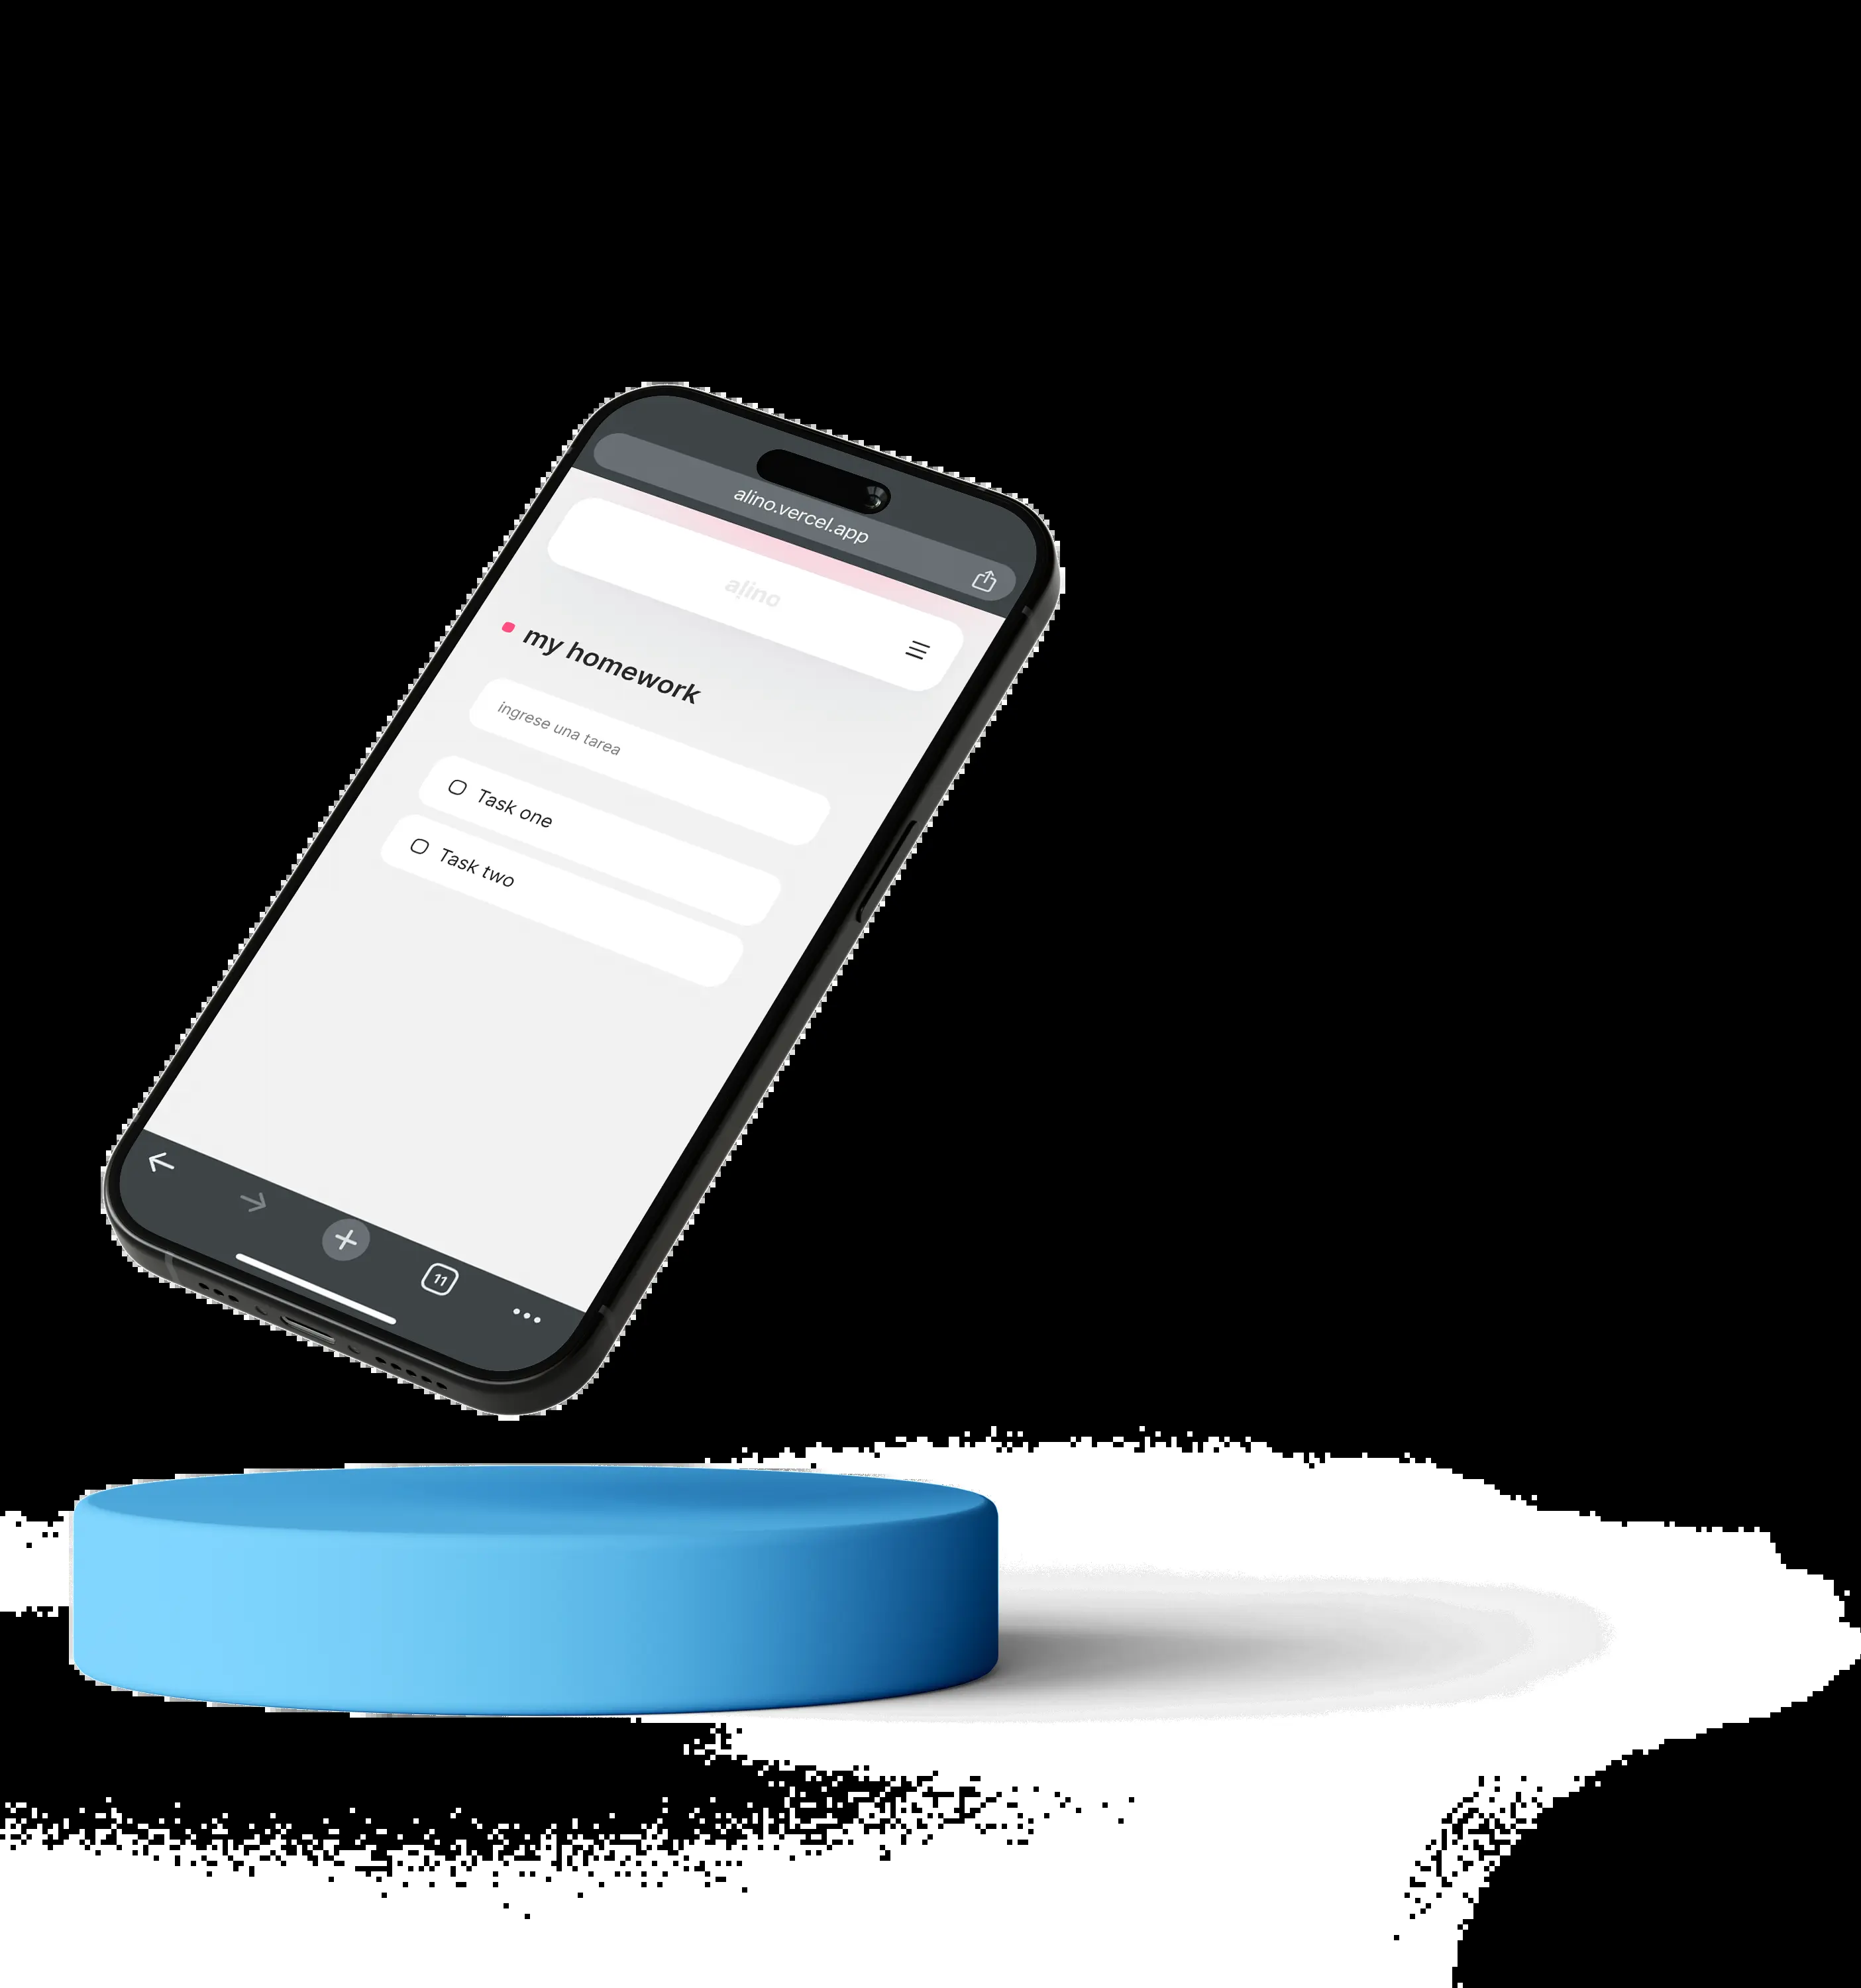 alino.vercel.app
alino
my homework
ingrese una tarea
Task one
Task two
11